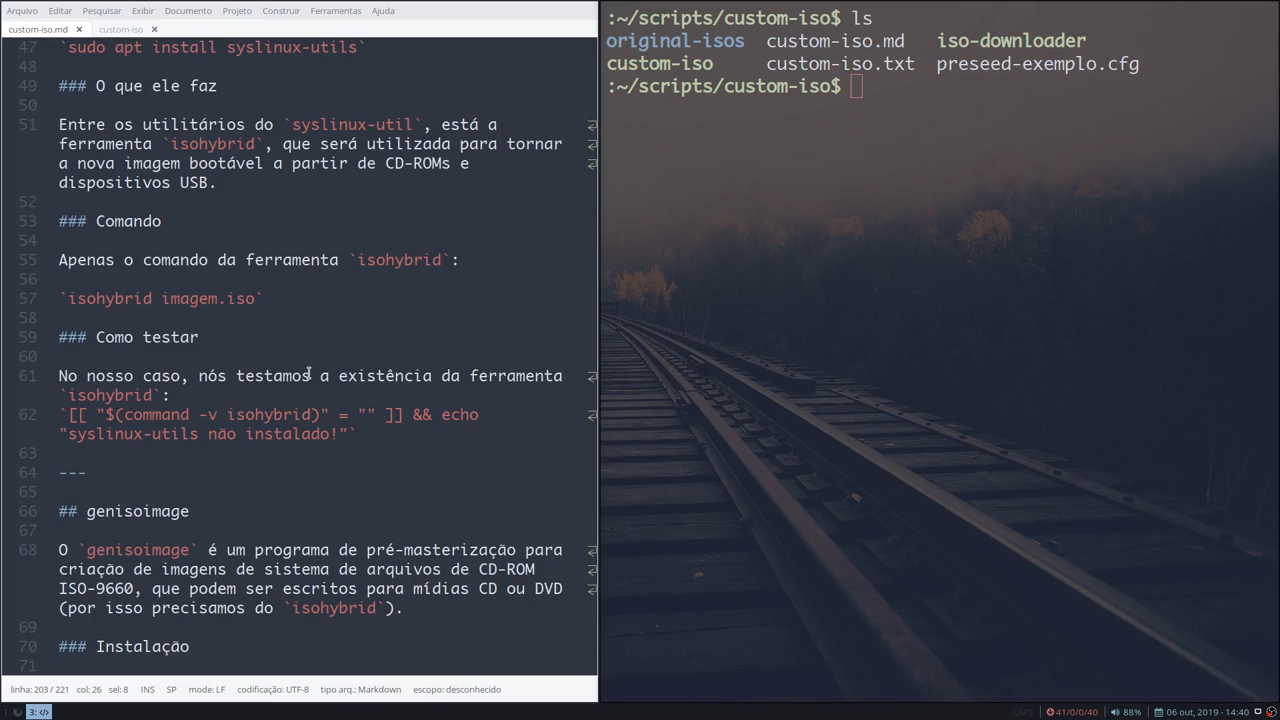 Arquivo Editar Pesquisar Exibir Documento Projeto Construir Ferramentas Ajuda
custom-iso.md × custom-iso ×
47 `sudo apt install syslinux-utils`
48
49 ### O que ele faz
50
51 Entre os utilitários do `syslinux-util`, está a
ferramenta `isohybrid`, que será utilizada para tornar
a nova imagem bootável a partir de CD-ROMs e
dispositivos USB.
52
53 ### Comando
54
55 Apenas o comando da ferramenta `isohybrid`:
56
57 `isohybrid imagem.iso`
58
59 ### Como testar
60
61 No nosso caso, nós testamos a existência da ferramenta
`isohybrid`:
62 `[[ "$(command -v isohybrid)" = "" ]] && echo
"syslinux-utils não instalado!"`
63
64 ---
65
66 ## genisoimage
67
68 O `genisoimage` é um programa de pré-masterização para
criação de imagens de sistema de arquivos de CD-ROM
ISO-9660, que podem ser escritos para mídias CD ou DVD
(por isso precisamos do `isohybrid`).
69
70 ### Instalação
71
linha: 203 / 221 col: 26 sel: 8 INS SP mode: LF codificação: UTF-8 tipo arq.: Markdown escopo: desconhecido
:~/scripts/custom-iso$ ls
original-isos custom-iso.md iso-downloader
custom-iso custom-iso.txt preseed-exemplo.cfg
:~/scripts/custom-iso$
1: 3: </> CAPS 41/0/0/40 88% 06 out, 2019 - 14:40